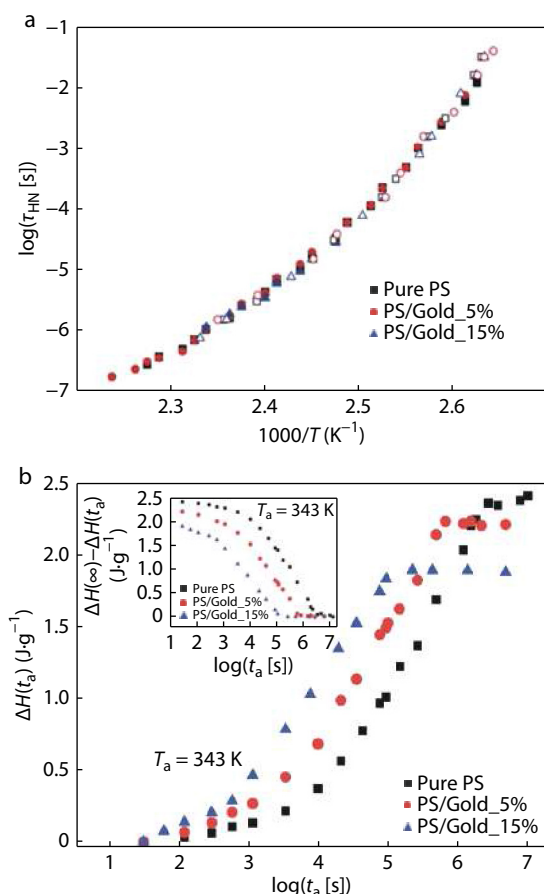 a
−1
−2
−3
−4
−5
−6
−7
log(τHN [s])
Pure PS
PS/Gold_5%
PS/Gold_15%
2.3 2.4 2.5 2.6
1000/T (K−1)
b
2.5
2.0
1.5
1.0
0.5
0
ΔH(ta) (J·g−1)
ΔH(∞)−ΔH(ta)
(J·g−1)
2.5
2.0
1.5
1.0
0.5
0
Ta = 343 K
Pure PS
PS/Gold_5%
PS/Gold_15%
1 2 3 4 5 6 7
log(ta [s])
Ta = 343 K
Pure PS
PS/Gold_5%
PS/Gold_15%
1 2 3 4 5 6 7
log(ta [s])